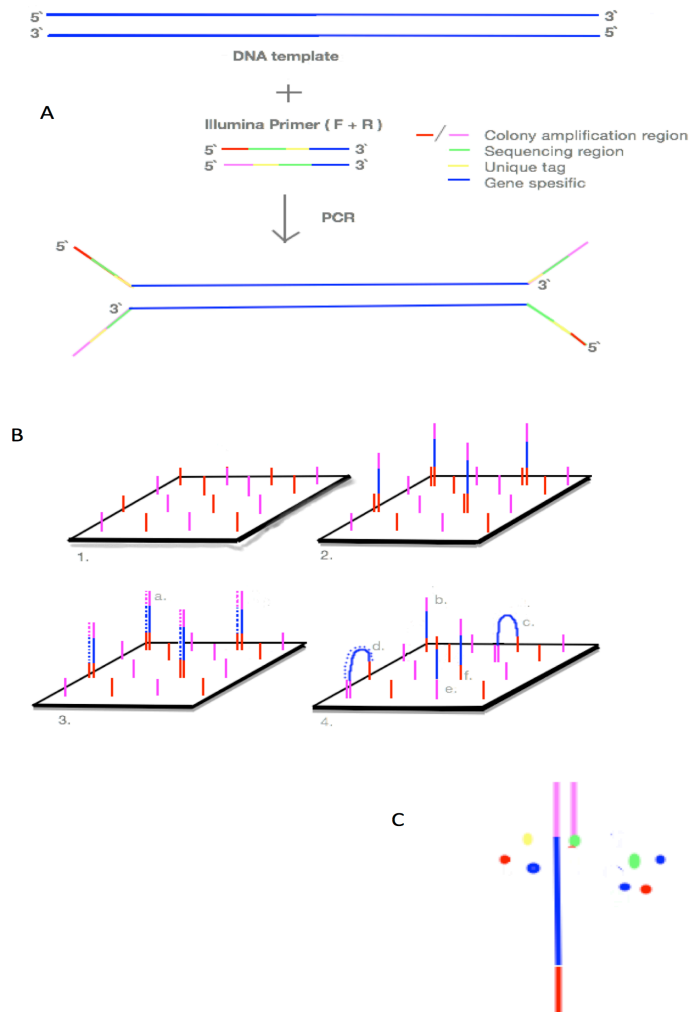 5` 3`
3` 5`
DNA template
+
A
Illumina Primer ( F + R )
5` 3`
5` 3`
/ Colony amplification region
Sequencing region
Unique tag
Gene spesific
PCR
5`
3`
3`
5`
B
1.
2.
a.
3.
b.
c.
d.
e.
f.
4.
C